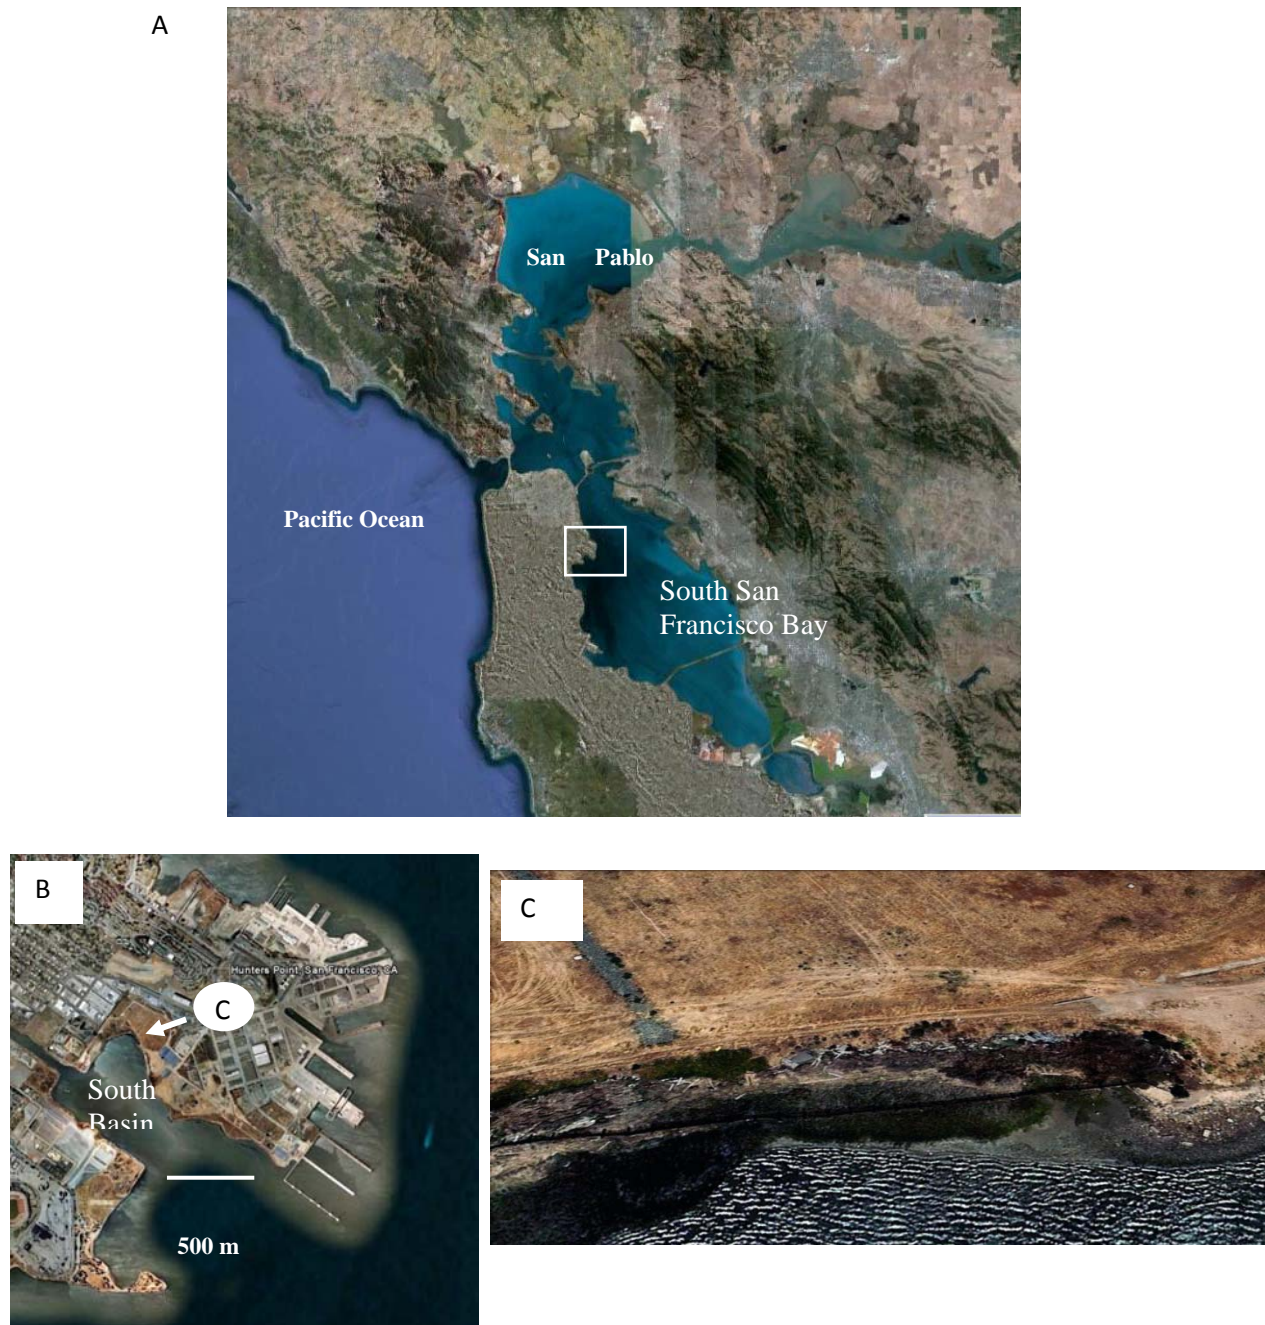 A
San Pablo
Pacific Ocean
South San
Francisco Bay
B
Hunters Point, San Francisco, CA
C
South
Basin
500 m
C